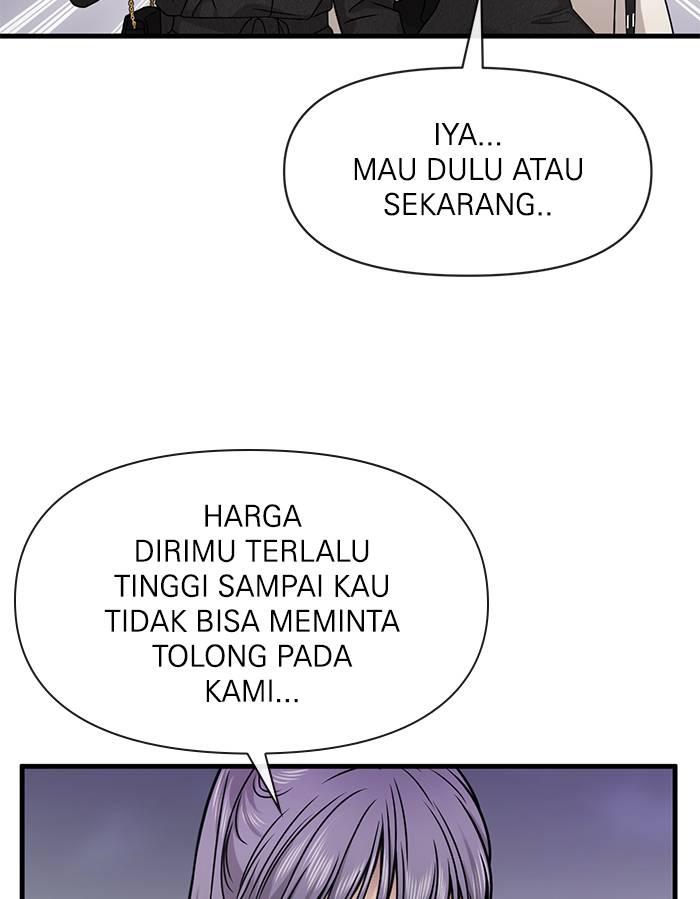 IYA...
MAU DULU ATAU
SEKARANG..
HARGA
DIRIMU TERLALU
TINGGI SAMPAI KAU
TIDAK BISA MEMINTA
TOLONG PADA
KAMI...